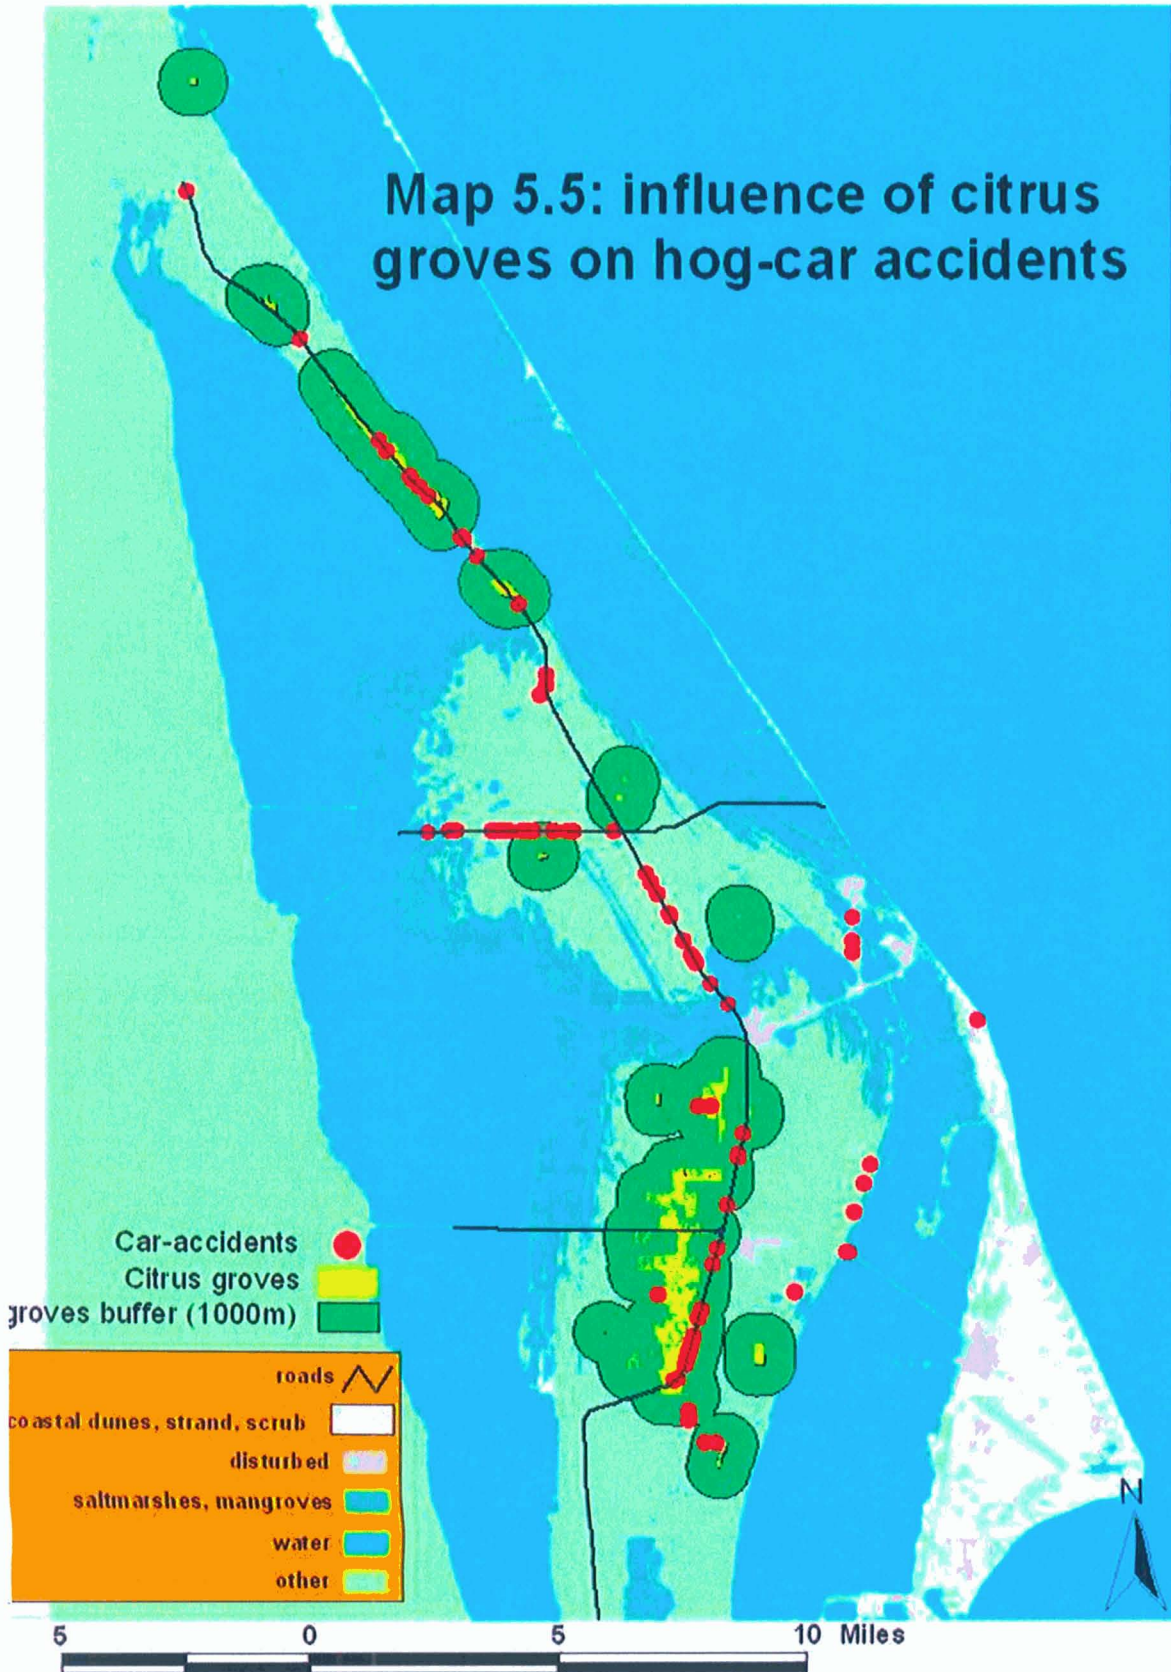 Map 5.5: influence of citrus
groves on hog-car accidents
Car-accidents
Citrus groves
groves buffer (1000m)
roads
coastal dunes, strand, scrub
disturbed
saltmarshes, mangroves
water
other
N
5 0 5 10 Miles